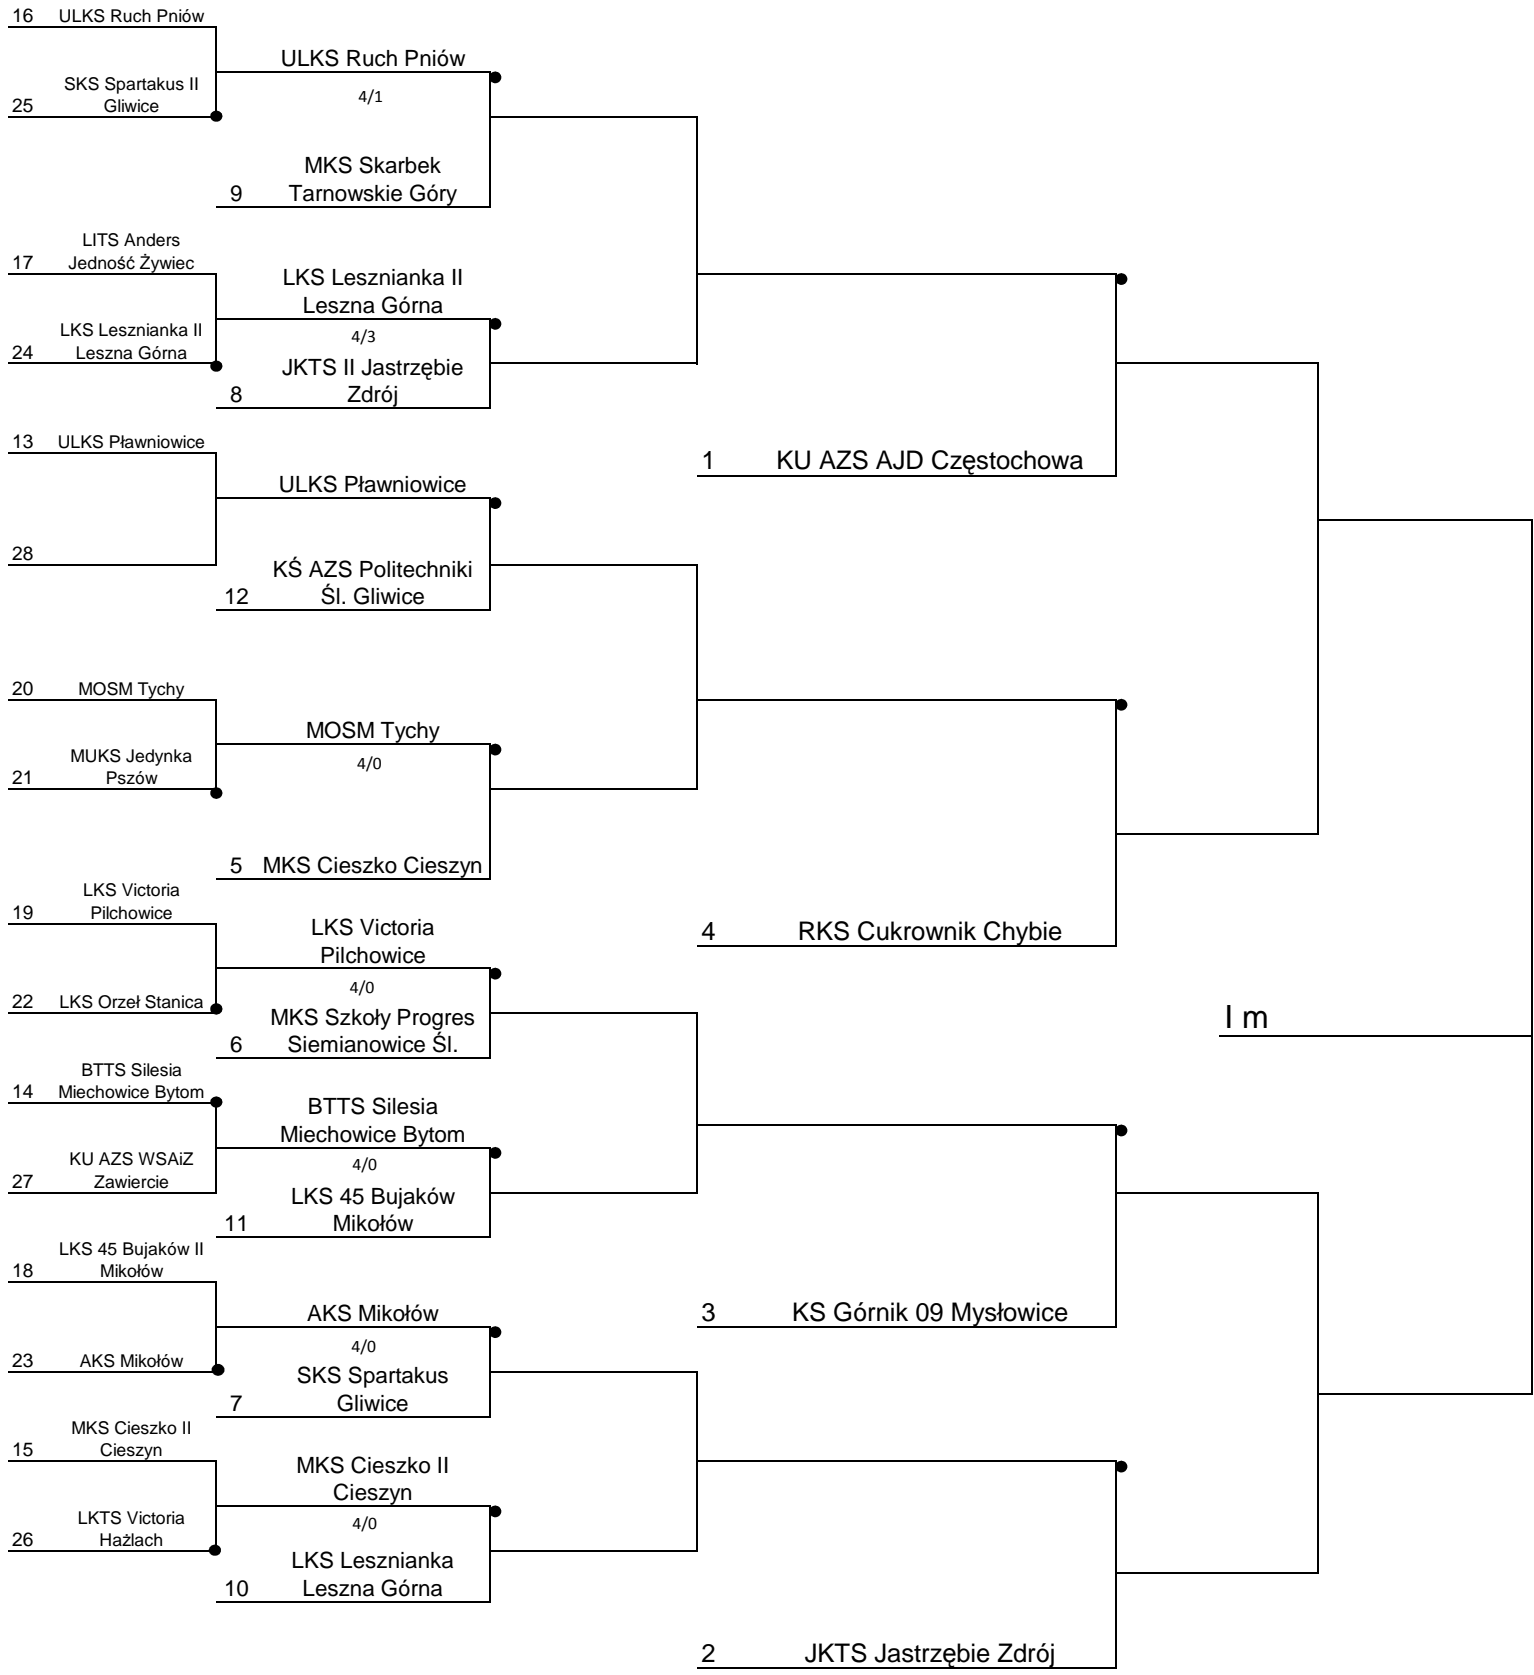 16 ULKS Ruch Pniów
ULKS Ruch Pniów
SKS Spartakus II
25 Gliwice
4/1
MKS Skarbek
9 Tarnowskie Góry
LITS Anders
17 Jedność Żywiec
LKS Lesznianka II
Leszna Górna
LKS Lesznianka II
24 Leszna Górna
4/3
JKTS II Jastrzębie
8 Zdrój
13 ULKS Pławniowice
1 KU AZS AJD Częstochowa
ULKS Pławniowice
28
KŚ AZS Politechniki
12 Śl. Gliwice
20 MOSM Tychy
MOSM Tychy
MUKS Jedynka
21 Pszów
4/0
5 MKS Cieszko Cieszyn
LKS Victoria
19 Pilchowice
4 RKS Cukrownik Chybie
LKS Victoria
Pilchowice
4/0
22 LKS Orzeł Stanica
I m
MKS Szkoły Progres
6 Siemianowice Śl.
BTTS Silesia
14 Miechowice Bytom
BTTS Silesia
Miechowice Bytom
KU AZS WSAiZ
27 Zawiercie
4/0
LKS 45 Bujaków
11 Mikołów
LKS 45 Bujaków II
18 Mikołów
AKS Mikołów
3 KS Górnik 09 Mysłowice
4/0
23 AKS Mikołów
SKS Spartakus
7 Gliwice
MKS Cieszko II
15 Cieszyn
MKS Cieszko II
Cieszyn
LKTS Victoria
26 Hażlach
4/0
LKS Lesznianka
10 Leszna Górna
2 JKTS Jastrzębie Zdrój